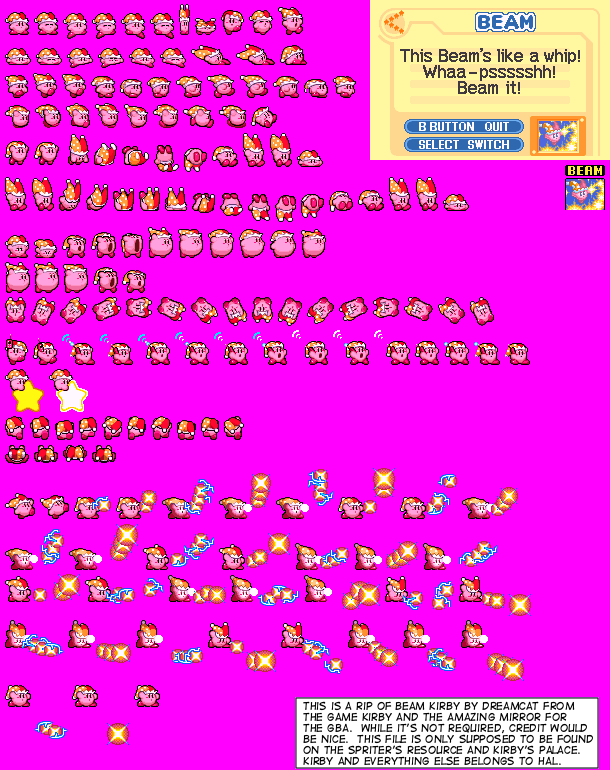 BEAM
This Beam's like a whip!
Whaa-pssssshh!
Beam it!
B BUTTON QUIT
SELECT SWITCH
BEAM
THIS IS A RIP OF BEAM KIRBY BY DREAMCAT FROM
THE GAME KIRBY AND THE AMAZING MIRROR FOR
THE GBA. WHILE IT'S NOT REQUIRED, CREDIT WOULD
BE NICE. THIS FILE IS ONLY SUPPOSED TO BE FOUND
ON THE SPRITER'S RESOURCE AND KIRBY'S PALACE.
KIRBY AND EVERYTHING ELSE BELONGS TO HAL.